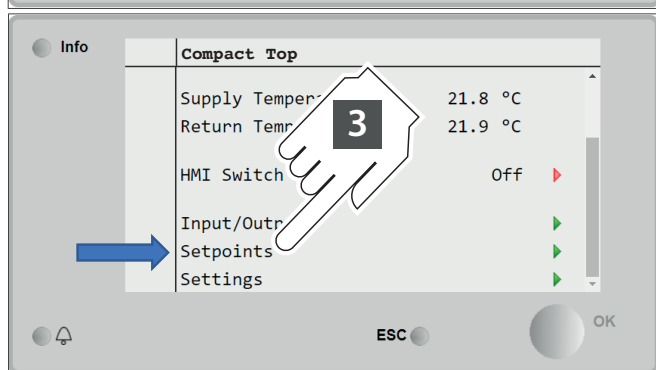 Info
Compact Top
Supply Temper 21.8 °C
Return Tem 21.9 °C
3
HMI Switch Off
Input/Outp
Setpoints
Settings
ESC
OK